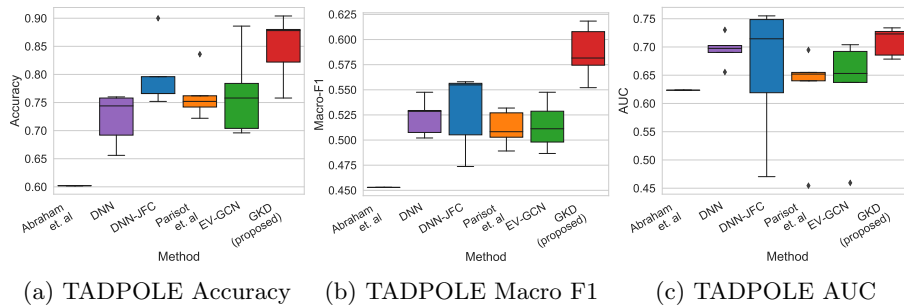 0.90
0.85
0.80
0.75
0.70
0.65
0.60
Accuracy
Abraham
et. al
DNN
DNN-JFC
Parisot
et. al
EV-GCN
GKD
(proposed)
Method
(a) TADPOLE Accuracy
0.625
0.600
0.575
0.550
0.525
0.500
0.475
0.450
Macro-F1
Abraham
et. al
DNN
DNN-JFC
Parisot
et. al
EV-GCN
GKD
(proposed)
Method
(b) TADPOLE Macro F1
0.75
0.70
0.65
0.60
0.55
0.50
0.45
AUC
Abraham
et. al
DNN
DNN-JFC
Parisot
et. al
EV-GCN
GKD
(proposed)
Method
(c) TADPOLE AUC